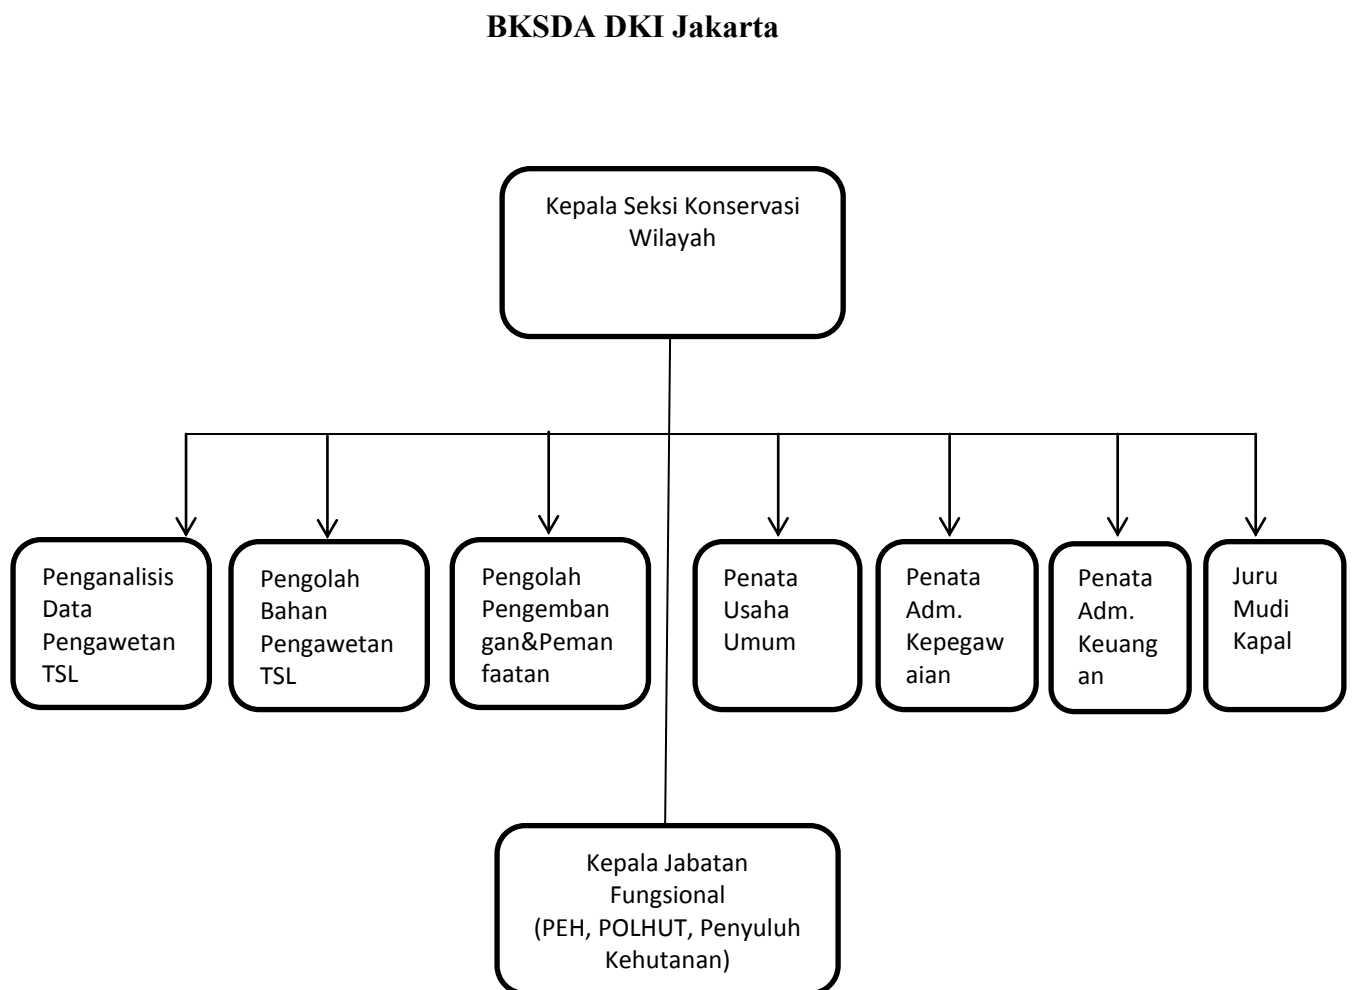 BKSDA DKI Jakarta
Kepala Seksi Konservasi
Wilayah
Penganalisis
Data
Pengawetan
TSL
Pengolah
Bahan
Pengawetan
TSL
Pengolah
Pengemban
gan&Peman
faatan
Penata
Usaha
Umum
Penata
Adm.
Kepegaw
aian
Penata
Adm.
Keuang
an
Juru
Mudi
Kapal
Kepala Jabatan
Fungsional
(PEH, POLHUT, Penyuluh
Kehutanan)